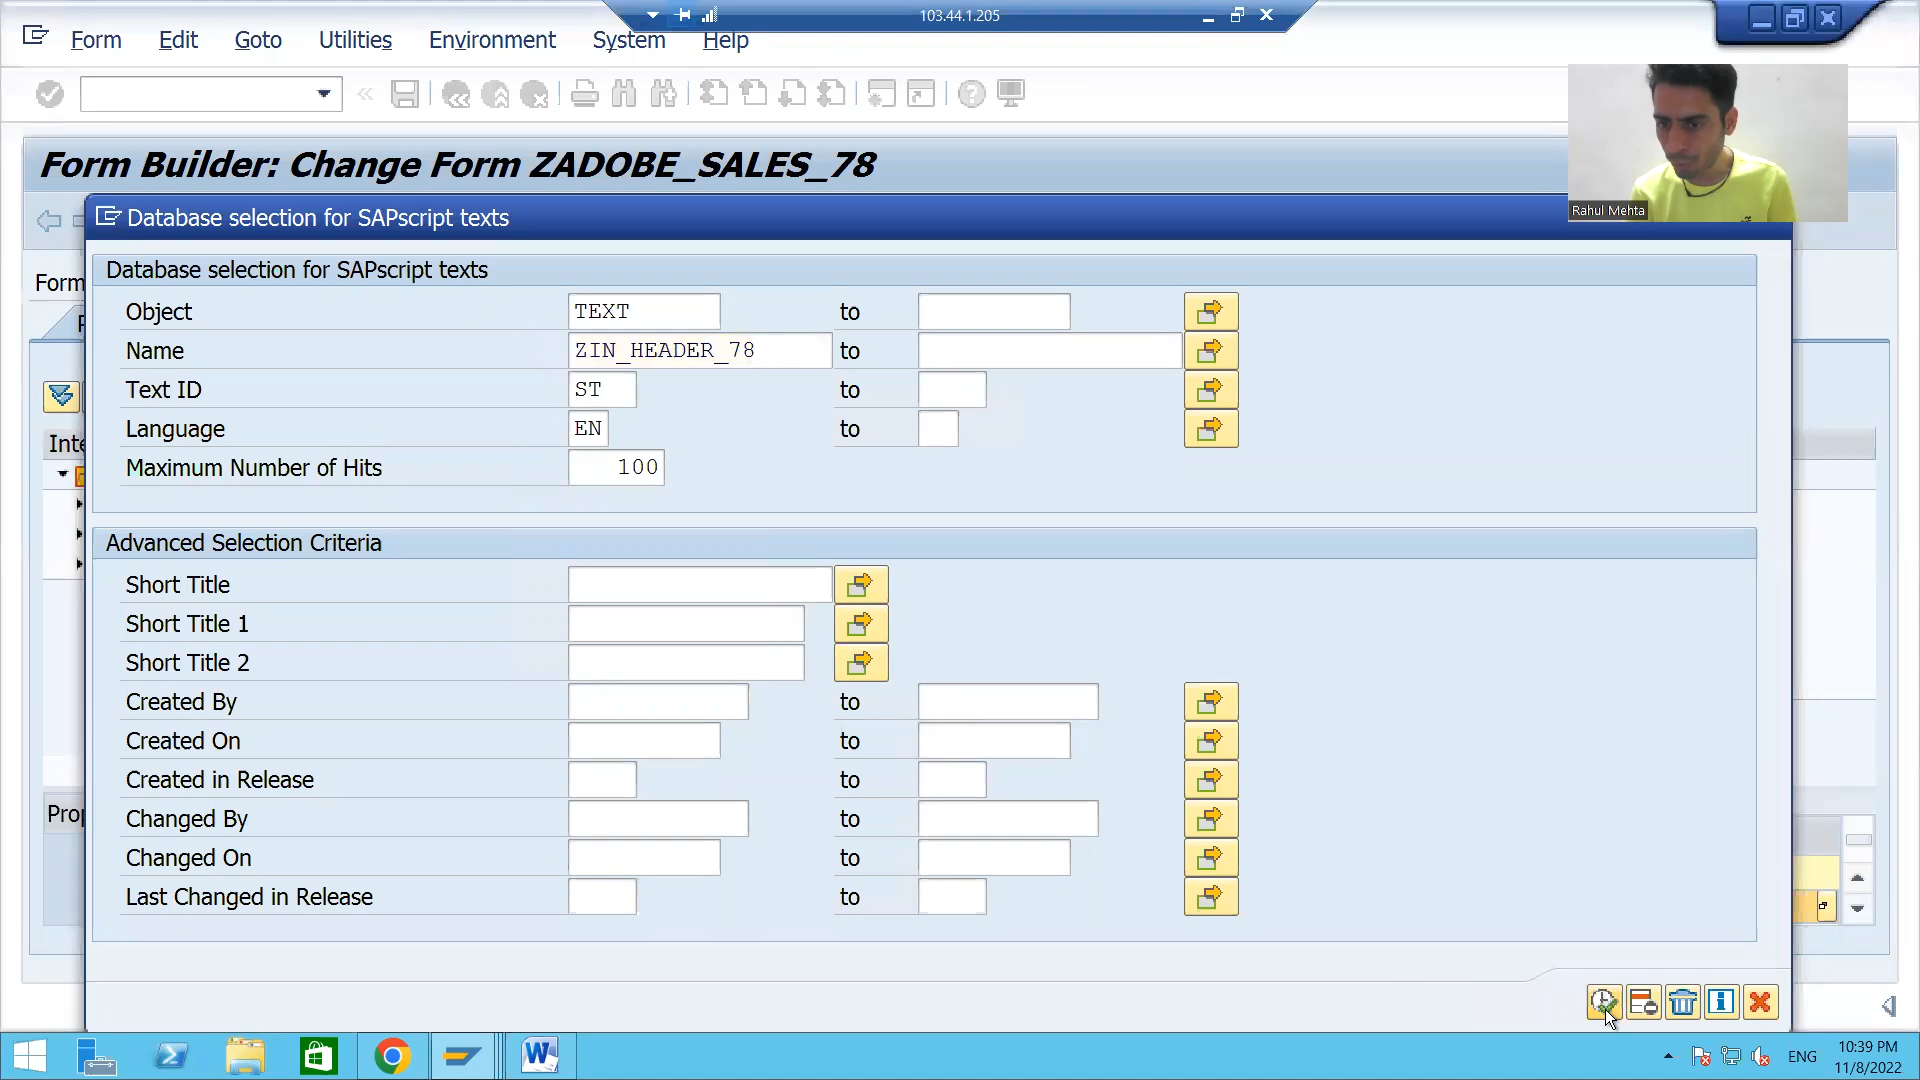 103.44.1.205
Form Edit Goto Utilities Environment System Help
Form Builder: Change Form ZADOBE_SALES_78
Rahul Mehta
Database selection for SAPscript texts
Database selection for SAPscript texts
Form
Object TEXT to
Name ZIN_HEADER_78 to
Text ID ST to
Language EN to
Inte
Maximum Number of Hits 100
Advanced Selection Criteria
Short Title
Short Title 1
Short Title 2
Created By to
Created On to
Created in Release to
Prop
Changed By to
Changed On to
Last Changed in Release to
10:39 PM
ENG
11/8/2022